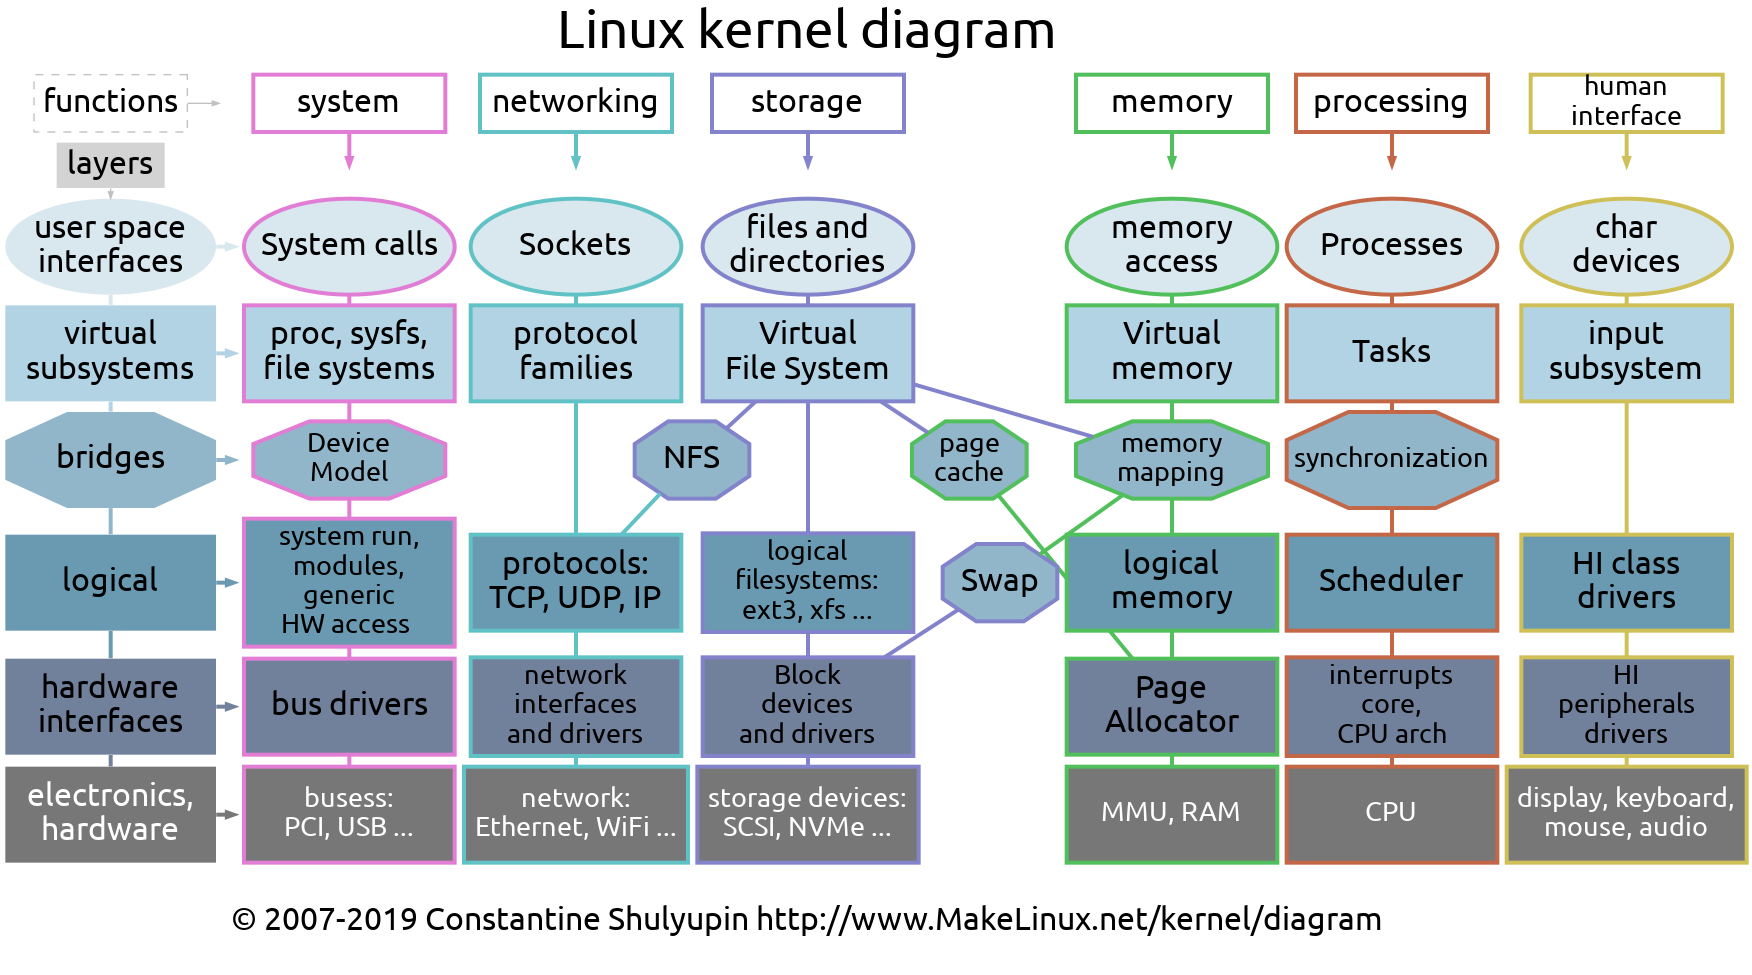 Linux kernel diagram
functions
system
networking
storage
memory
processing
human
interface
layers
user space
interfaces
System calls
Sockets
files and
directories
memory
access
Processes
char
devices
virtual
subsystems
proc, sysfs,
file systems
protocol
families
Virtual
File System
Virtual
memory
Tasks
input
subsystem
bridges
Device
Model
NFS
page
cache
memory
mapping
synchronization
logical
system run,
modules,
generic
HW access
protocols:
TCP, UDP, IP
logical
filesystems:
ext3, xfs ...
Swap
logical
memory
Scheduler
HI class
drivers
hardware
interfaces
bus drivers
network
interfaces
and drivers
Block
devices
and drivers
Page
Allocator
interrupts
core,
CPU arch
HI
peripherals
drivers
electronics,
hardware
busess:
PCI, USB ...
network:
Ethernet, WiFi ...
storage devices:
SCSI, NVMe ...
MMU, RAM
CPU
display, keyboard,
mouse, audio
© 2007-2019 Constantine Shulyupin http://www.MakeLinux.net/kernel/diagram